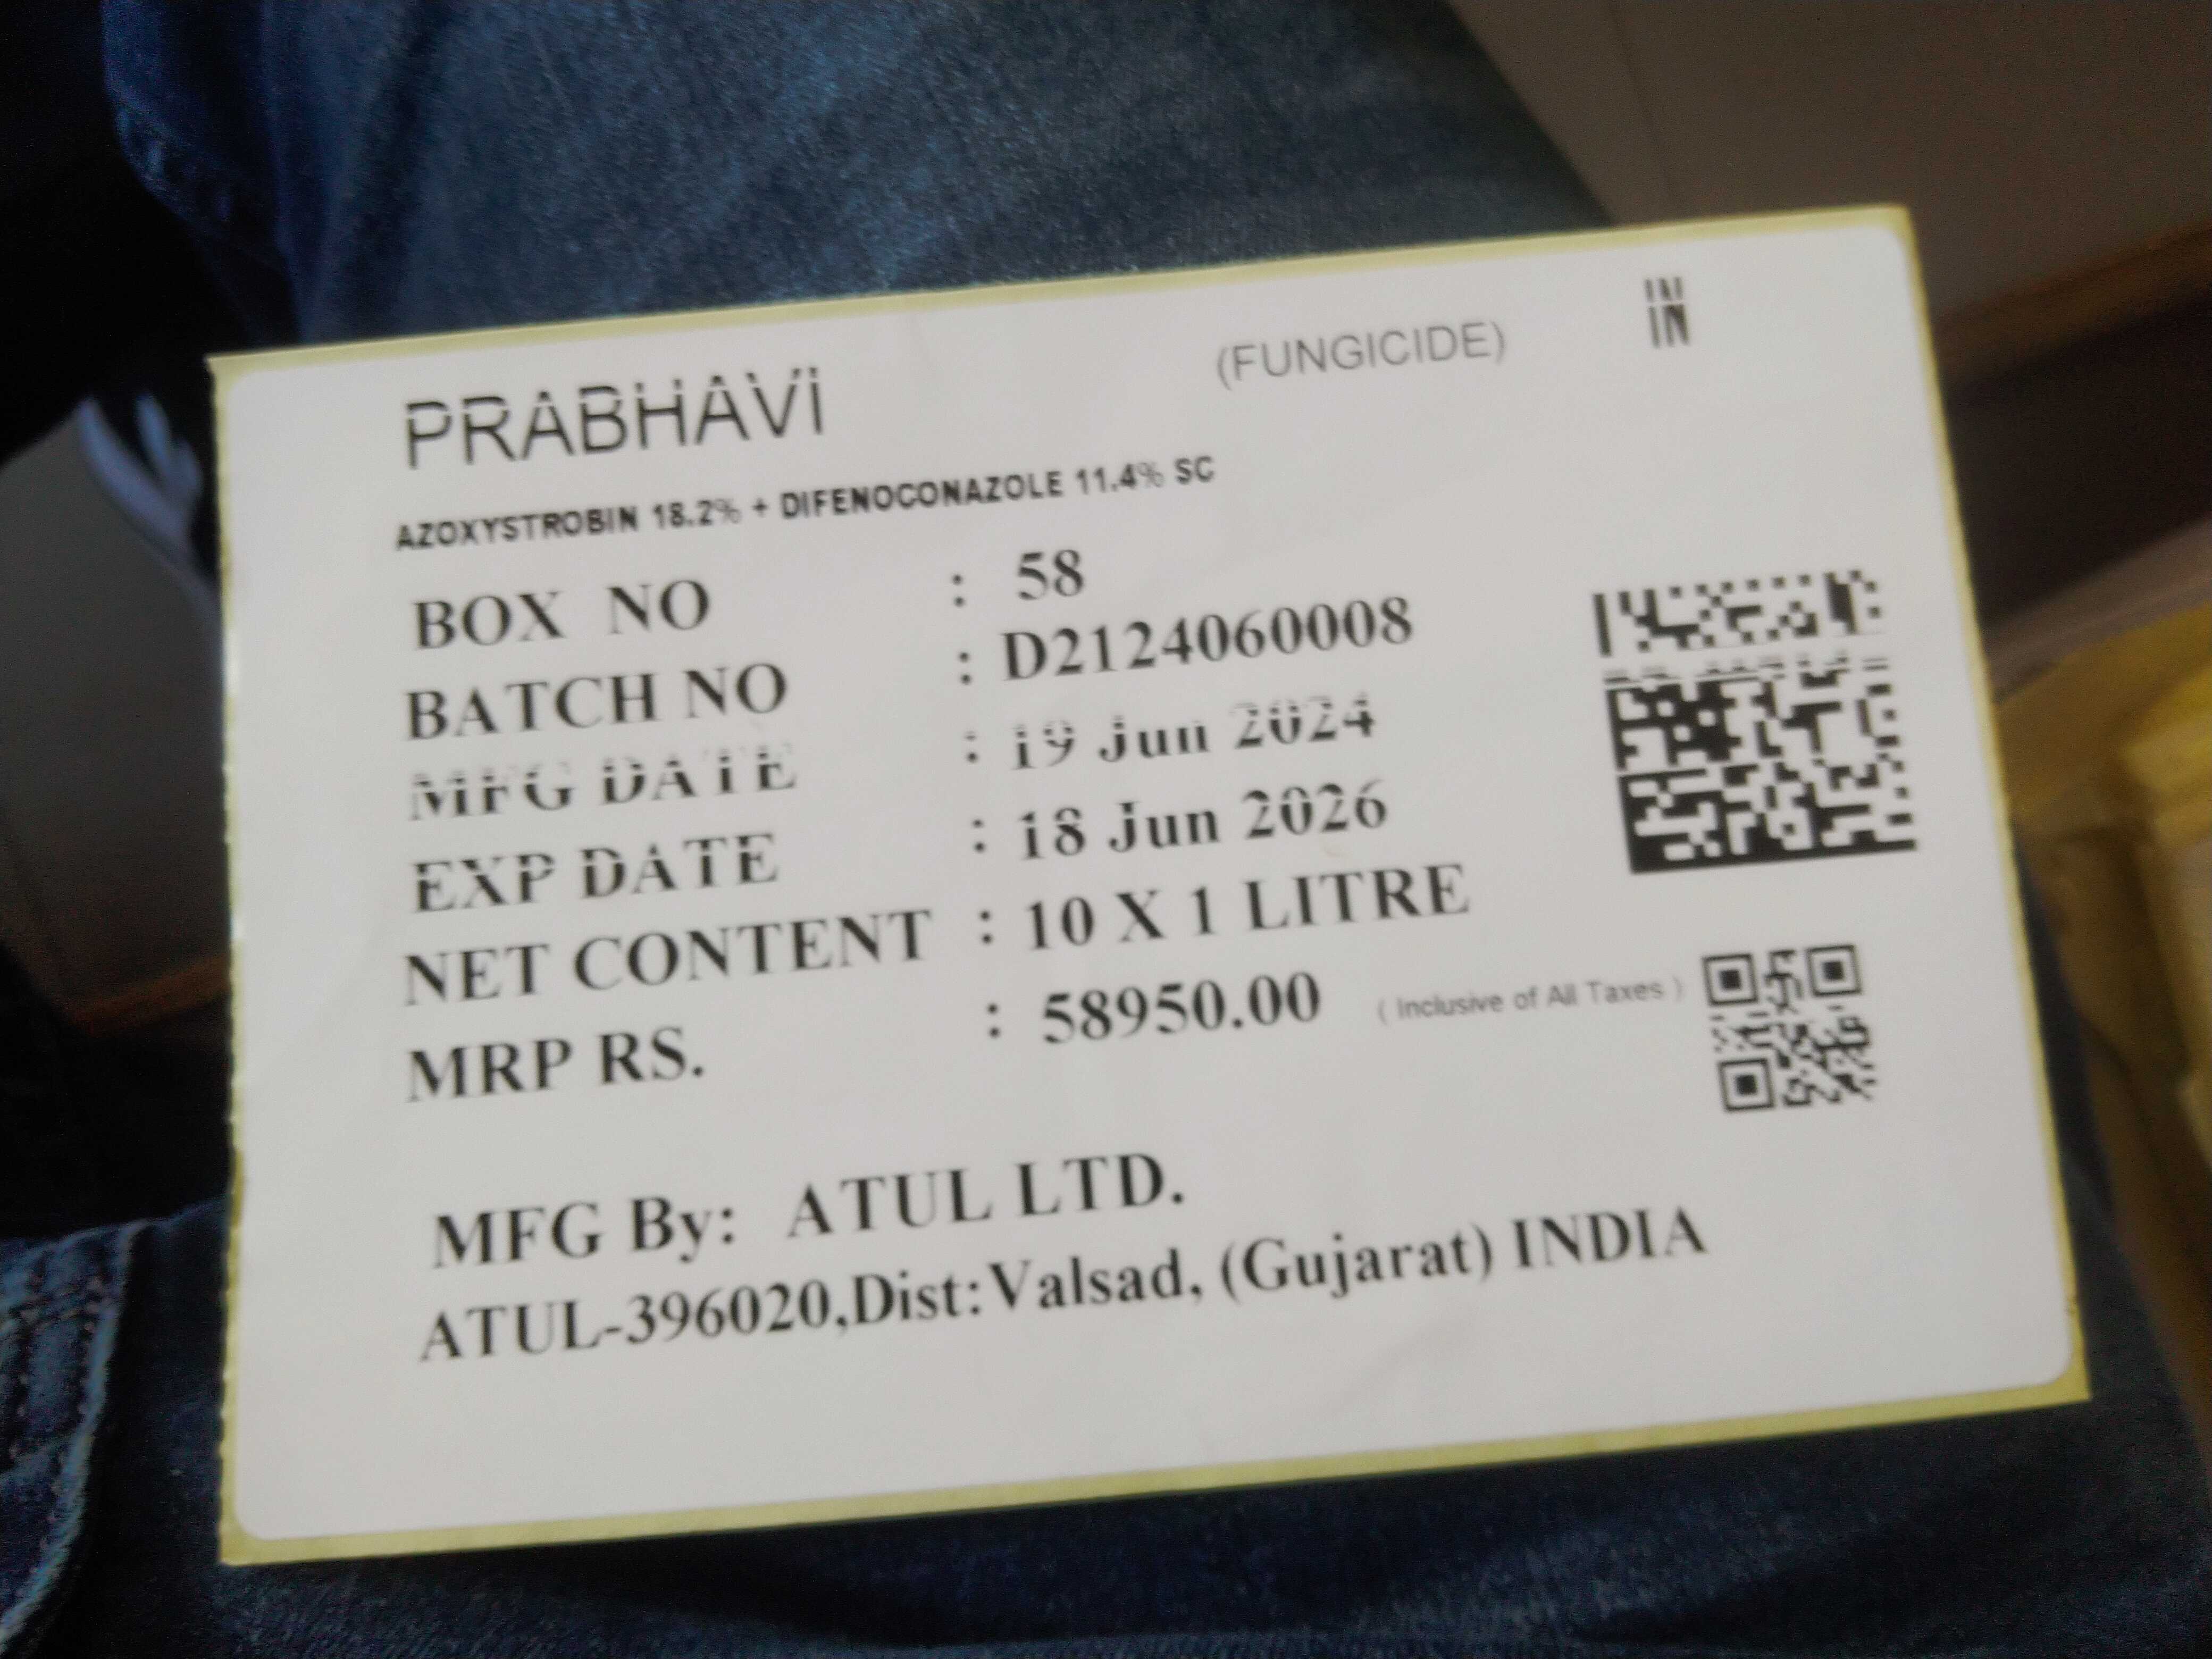 PRABHAVI (FUNGICIDE) IN
AZOXYSTROBIN 18.2% + DIFENOCONAZOLE 11.4% SC
BOX NO : 58
BATCH NO : D2124060008
MFG DATE : 19 Jun 2024
EXP DATE : 18 Jun 2026
NET CONTENT : 10 X 1 LITRE
MRP RS. : 58950.00 ( Inclusive of All Taxes )
MFG By: ATUL LTD.
ATUL-396020,Dist:Valsad, (Gujarat) INDIA